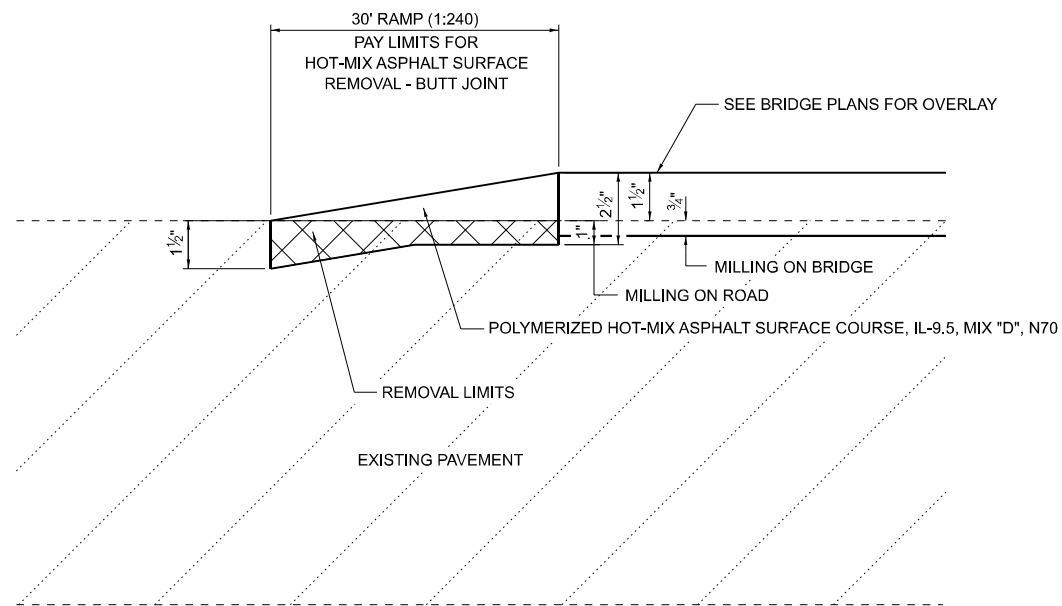 30' RAMP (1:240)
PAY LIMITS FOR
HOT-MIX ASPHALT SURFACE
REMOVAL - BUTT JOINT
SEE BRIDGE PLANS FOR OVERLAY
1½"
2½"
1½"
¾"
1"
MILLING ON BRIDGE
MILLING ON ROAD
POLYMERIZED HOT-MIX ASPHALT SURFACE COURSE, IL-9.5, MIX "D", N70
REMOVAL LIMITS
EXISTING PAVEMENT